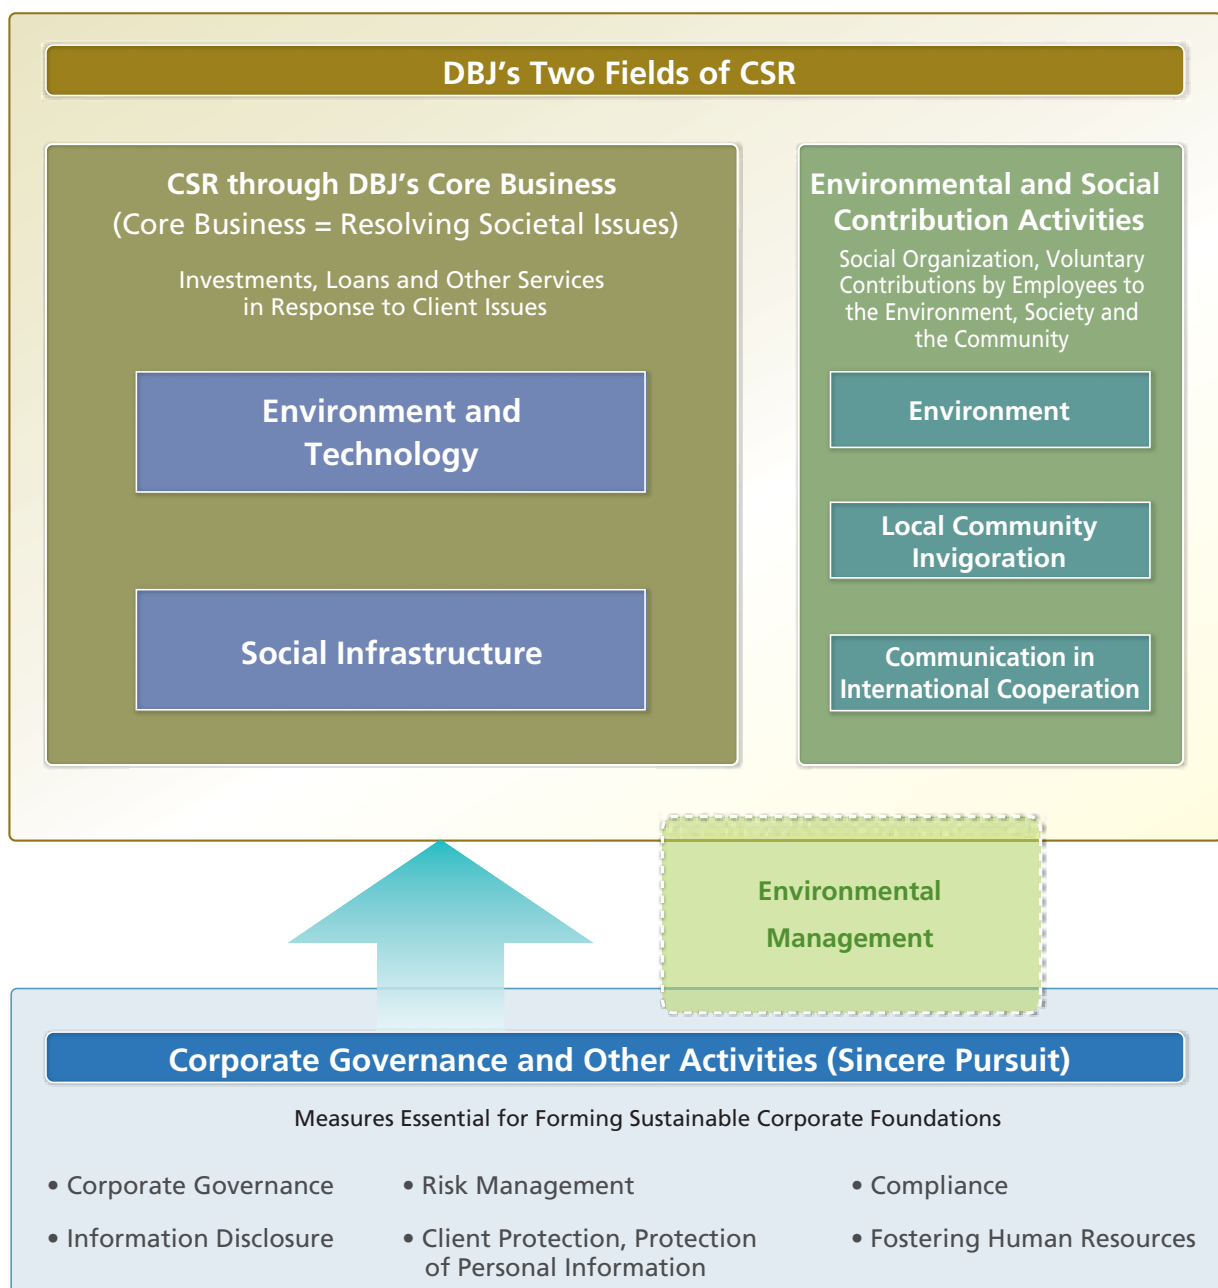 DBJ's Two Fields of CSR
CSR through DBJ's Core Business
(Core Business = Resolving Societal Issues)
Investments, Loans and Other Services
in Response to Client Issues
Environment and
Technology
Social Infrastructure
Environmental and Social
Contribution Activities
Social Organization, Voluntary
Contributions by Employees to
the Environment, Society and
the Community
Environment
Local Community
Invigoration
Communication in
International Cooperation
Environmental
Management
Corporate Governance and Other Activities (Sincere Pursuit)
Measures Essential for Forming Sustainable Corporate Foundations
• Corporate Governance
• Risk Management
• Compliance
• Information Disclosure
• Client Protection, Protection
of Personal Information
• Fostering Human Resources